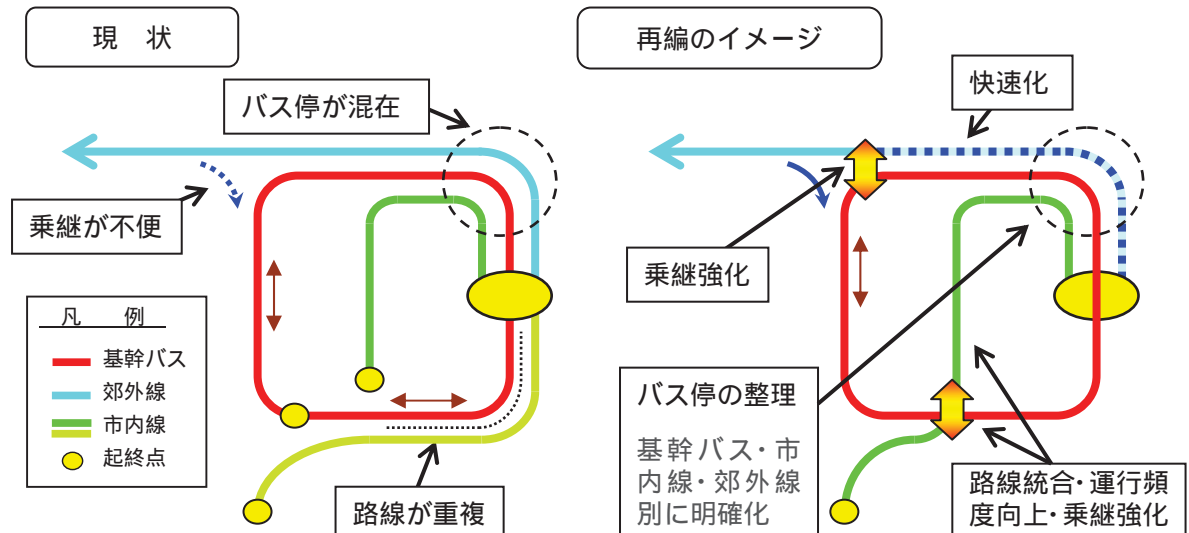 現　状
バス停が混在
乗継が不便
凡　例
基幹バス
郊外線
市内線
起終点
路線が重複
再編のイメージ
快速化
乗継強化
バス停の整理
基幹バス・市
内線・郊外線
別に明確化
路線統合・運行頻
度向上・乗継強化